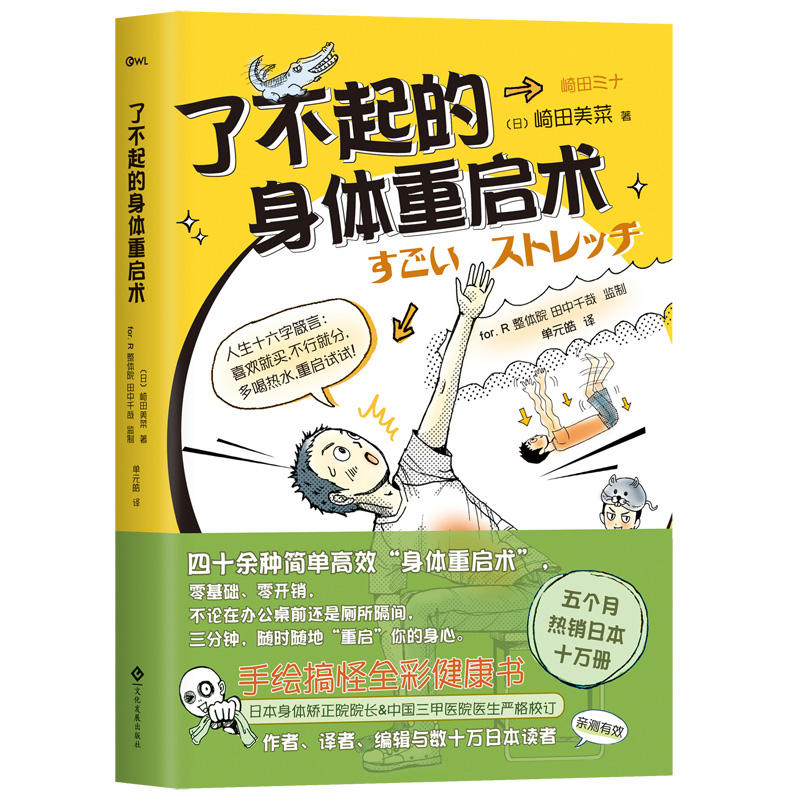 OWL
了不起的身体重启术
for. R 整体院 田中千哉 监制
(日) 崎田美菜 著
单元皓 译
文化发展出版社
了不起的
身体重启术
崎田ミナ
(日) 崎田美菜 著
すごい ストレッチ
for. R 整体院 田中千哉 监制
单元皓 译
人生十六字箴言：
喜欢就买，不行就分，
多喝热水，重启试试！
四十余种简单高效“身体重启术”，
零基础、零开销，
不论在办公桌前还是厕所隔间，
三分钟，随时随地“重启”你的身心。
五个月
热销日本
十万册
手绘搞怪全彩健康书
日本身体矫正院院长&中国三甲医院医生严格校订
作者、译者、编辑与数十万日本读者
亲测有效